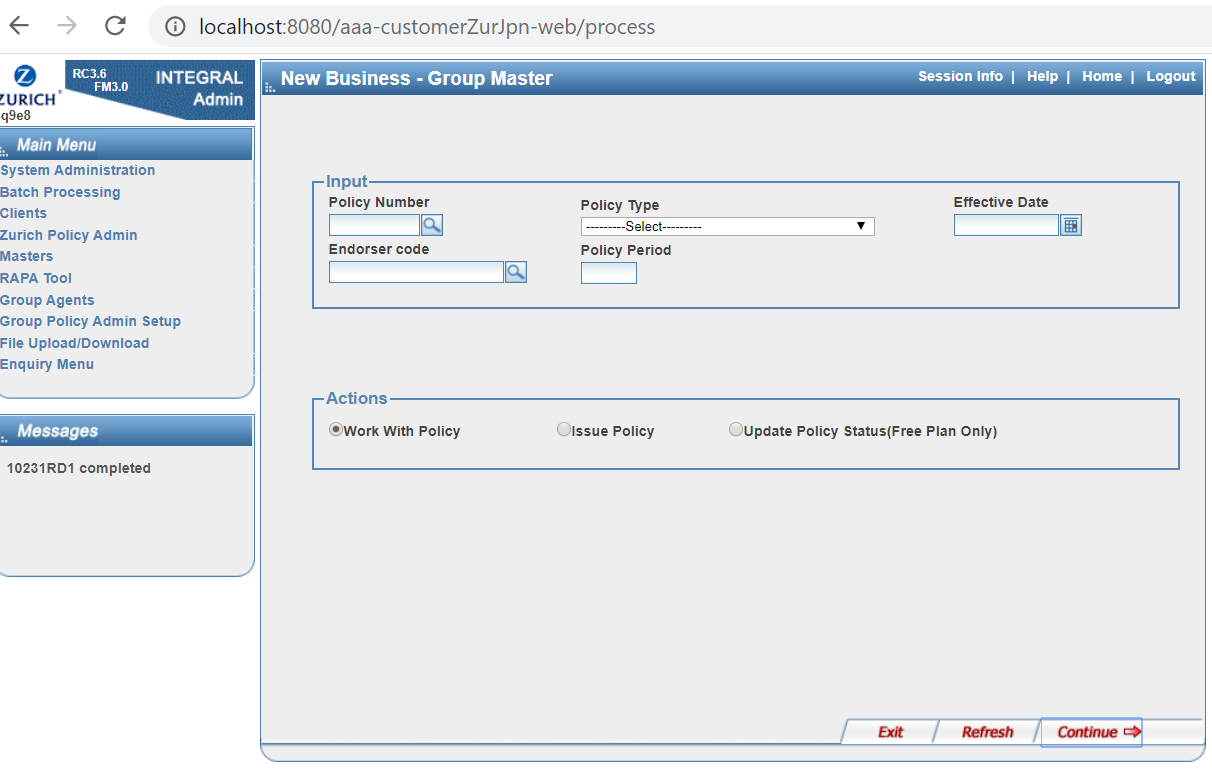 localhost:8080/aaa-customerZurJpn-web/process
ZURICH
q9e8
RC3.6
FM3.0
INTEGRAL
Admin
New Business - Group Master
Session Info | Help | Home | Logout
Main Menu
System Administration
Batch Processing
Clients
Zurich Policy Admin
Masters
RAPA Tool
Group Agents
Group Policy Admin Setup
File Upload/Download
Enquiry Menu
Messages
10231RD1 completed
Input
Policy Number
Policy Type
Effective Date
---------Select---------
Endorser code
Policy Period
Actions
Work With Policy
Issue Policy
Update Policy Status(Free Plan Only)
Exit
Refresh
Continue